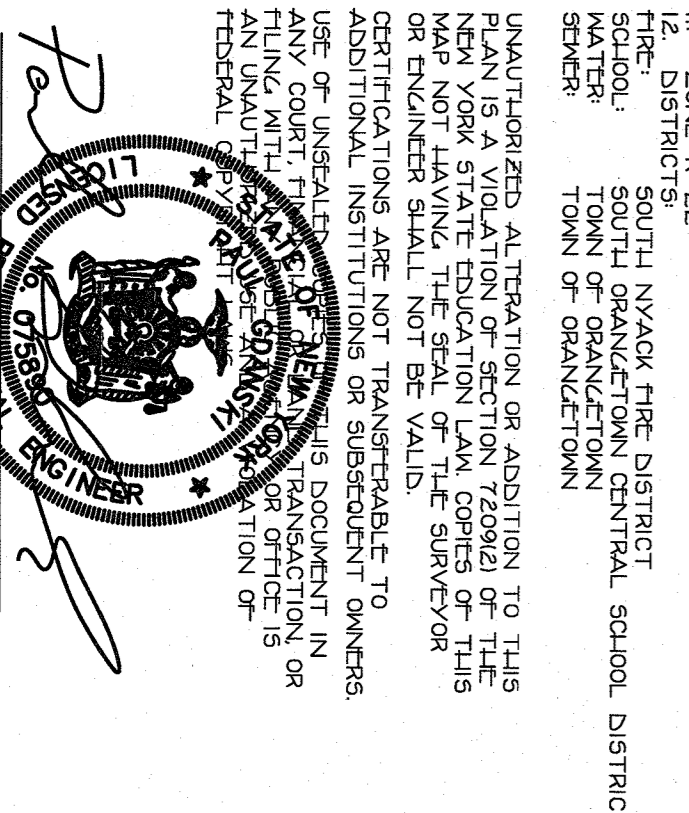 12. DISTRICTS:
FIRE: SOUTH NYACK FIRE DISTRICT
SCHOOL: SOUTH ORANGETOWN CENTRAL SCHOOL DISTRIC
WATER: TOWN OF ORANGETOWN
SEWER: TOWN OF ORANGETOWN
UNAUTHORIZED ALTERATION OR ADDITION TO THIS
PLAN IS A VIOLATION OF SECTION 7209(2) OF THE
NEW YORK STATE EDUCATION LAW. COPIES OF THIS
MAP NOT HAVING THE SEAL OF THE SURVEYOR
OR ENGINEER SHALL NOT BE VALID.
CERTIFICATIONS ARE NOT TRANSFERABLE TO
ADDITIONAL INSTITUTIONS OR SUBSEQUENT OWNERS.
USE OF UNSEALED COPIES THIS DOCUMENT IN
ANY COURT, TRANSACTION, OR
FILING WITH OR OFFICE IS
AN
FEDERAL
STATE OF NEW YORK
PAUL GDANSKI
LICENSED
No. 075890
ENGINEER